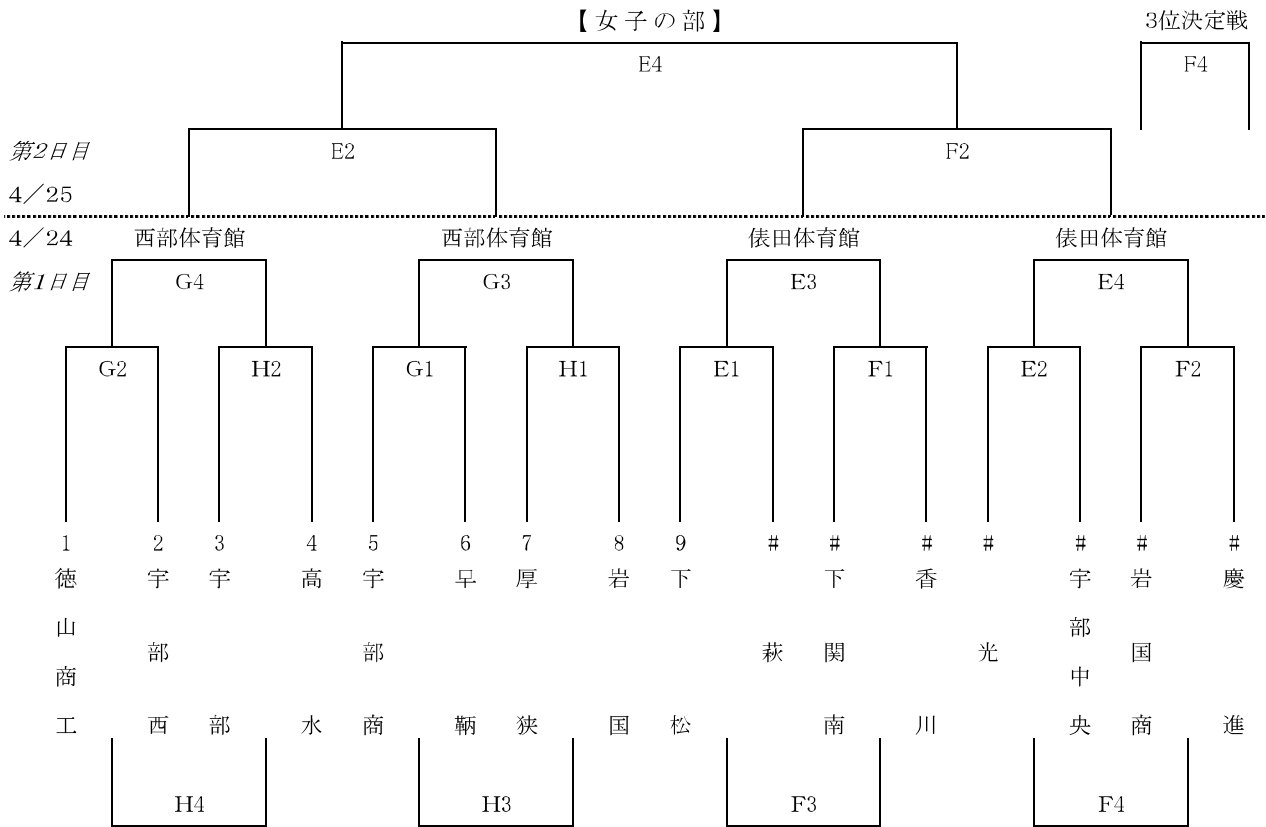 【女子の部】 3位決定戦
E4 F4
第2日目 E2 F2
4／25
4／24 西部体育館 西部体育館 俵田体育館 俵田体育館
第1日目 G4 G3 E3 E4
G2 H2 G1 H1 E1 F1 E2 F2
1 2 3 4 5 6 7 8 9 # # # # # # #
徳山商工
宇部西
宇部
高水
宇部商
早鞆
厚狭
岩国
下松
萩
下関南
香川
光
宇部中央
岩国商
慶進
H4 H3 F3 F4